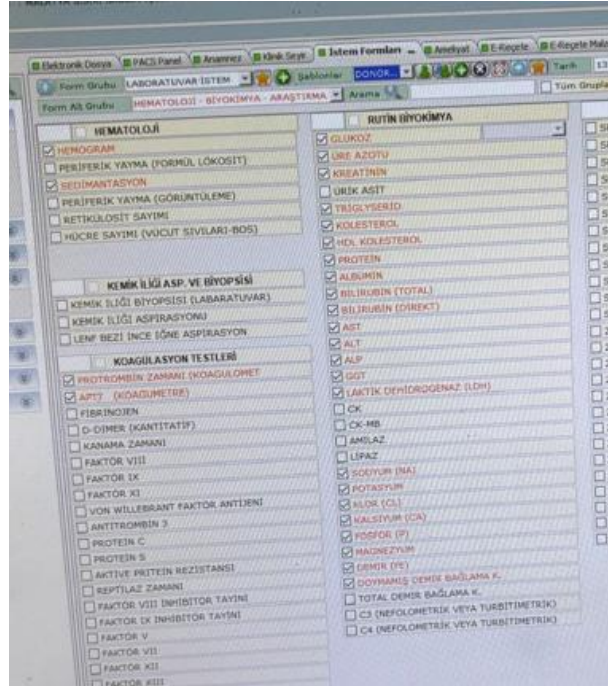 Elektronik Dosya PACS Panel Anamnez Klinik Seyir İstem Formları Ameliyat E-Reçete E-Reçete
Form Grubu LABORATUVAR İSTEM Şablonlar DONÖR Tarih 13
Form Alt Grubu HEMATOLOJİ - BİYOKİMYA - ARAŞTIRMA Arama Tüm
HEMATOLOJİ
HEMOGRAM
PERİFERİK YAYMA (FORMÜL LÖKOSİT)
SEDİMANTASYON
PERİFERİK YAYMA (GÖRÜNTÜLEME)
RETİKÜLOSİT SAYIMI
HÜCRE SAYIMI (VÜCUT SIVILARI-BOS)
KEMİK İLİĞİ ASP. VE BİYOPSİSİ
KEMİK İLİĞİ BİYOPSİSİ (LABARATUVAR)
KEMİK İLİĞİ ASPİRASYONU
LENF BEZİ İNCE İĞNE ASPİRASYON
KOAGÜLASYON TESTLERİ
PROTROMBİN ZAMANI (KOAGULOMET
APTT (KOAGUMETRE)
FİBRİNOJEN
D-DİMER (KANTİTATİF)
KANAMA ZAMANI
FAKTÖR VIII
FAKTÖR IX
FAKTÖR XI
VON WILLEBRANT FAKTÖR ANTİJENİ
ANTİTROMBİN 3
PROTEİN C
PROTEİN S
AKTİVE PRITEIN REZİSTANSI
REPTİLAZ ZAMANI
FAKTÖR VIII İNHİBİTÖR TAYİNİ
FAKTÖR IX İNHİBİTÖR TAYİNİ
FAKTÖR V
FAKTÖR VII
FAKTÖR XII
FAKTÖR XIII
RUTİN BİYOKİMYA
GLUKOZ
ÜRE AZOTU
KREATİNİN
ÜRİK ASİT
TRİGLYSERİD
KOLESTEROL
HDL KOLESTEROL
PROTEİN
ALBÜMİN
BİLİRUBİN (TOTAL)
BİLİRUBİN (DİREKT)
AST
ALT
ALP
GGT
LAKTİK DEHİDROGENAZ (LDH)
CK
CK-MB
AMİLAZ
LİPAZ
SODYUM (NA)
POTASYUM
KLOR (CL)
KALSİYUM (CA)
FOSFOR (P)
MAGNEZYUM
DEMİR (FE)
DOYMAMIŞ DEMİR BAĞLAMA K.
TOTAL DEMİR BAĞLAMA K.
C3 (NEFOLOMETRİK VEYA TURBİTİMETRİK)
C4 (NEFOLOMETRİK VEYA TURBİTİMETRİK)